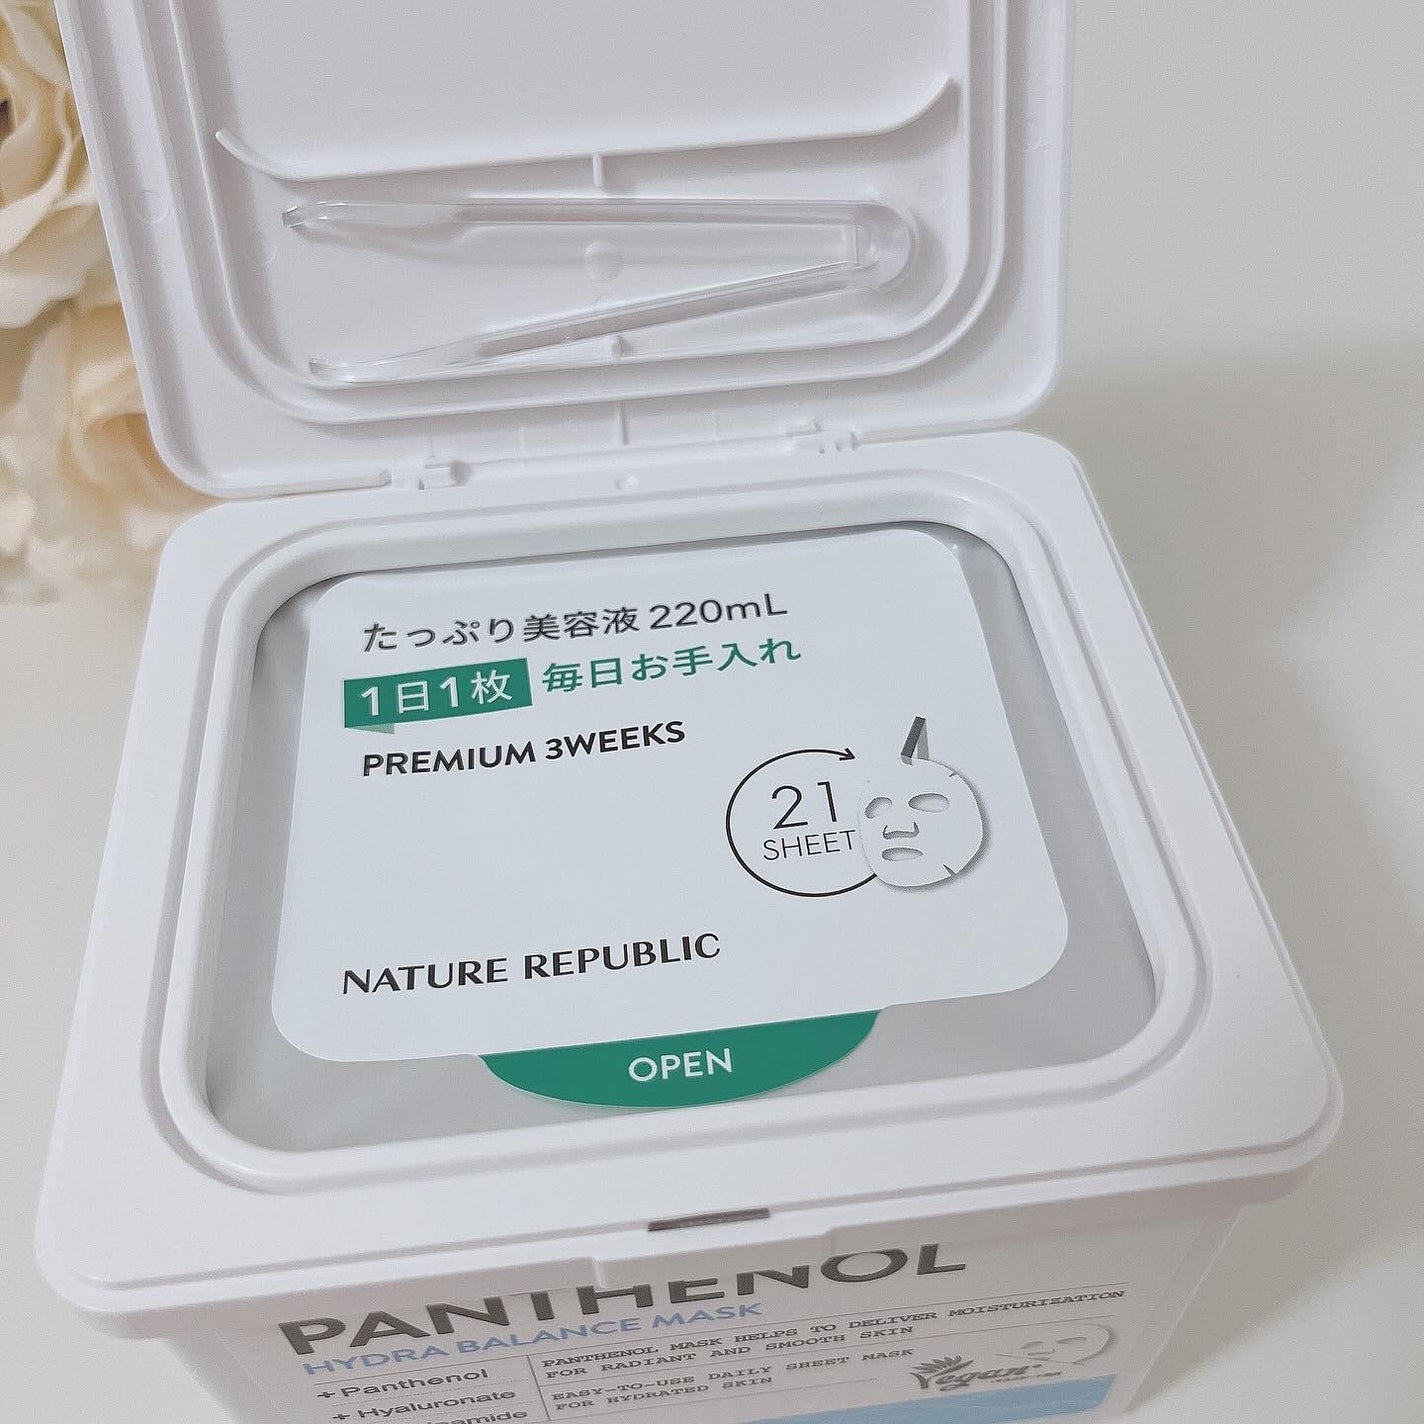 たっぷり美容液 220mL
1日1枚 毎日お手入れ
PREMIUM 3WEEKS
21
SHEET
NATURE REPUBLIC
OPEN
PANTHENOL
HYDRA BALANCE MASK
+ Panthenol
+ Hyaluronate
PANTHENOL MASK HELPS TO DELIVER MOISTURIZATION
FOR RADIANT AND SMOOTH SKIN
EASY-TO-USE DAILY SHEET MASK
FOR HYDRATED SKIN
Vegan